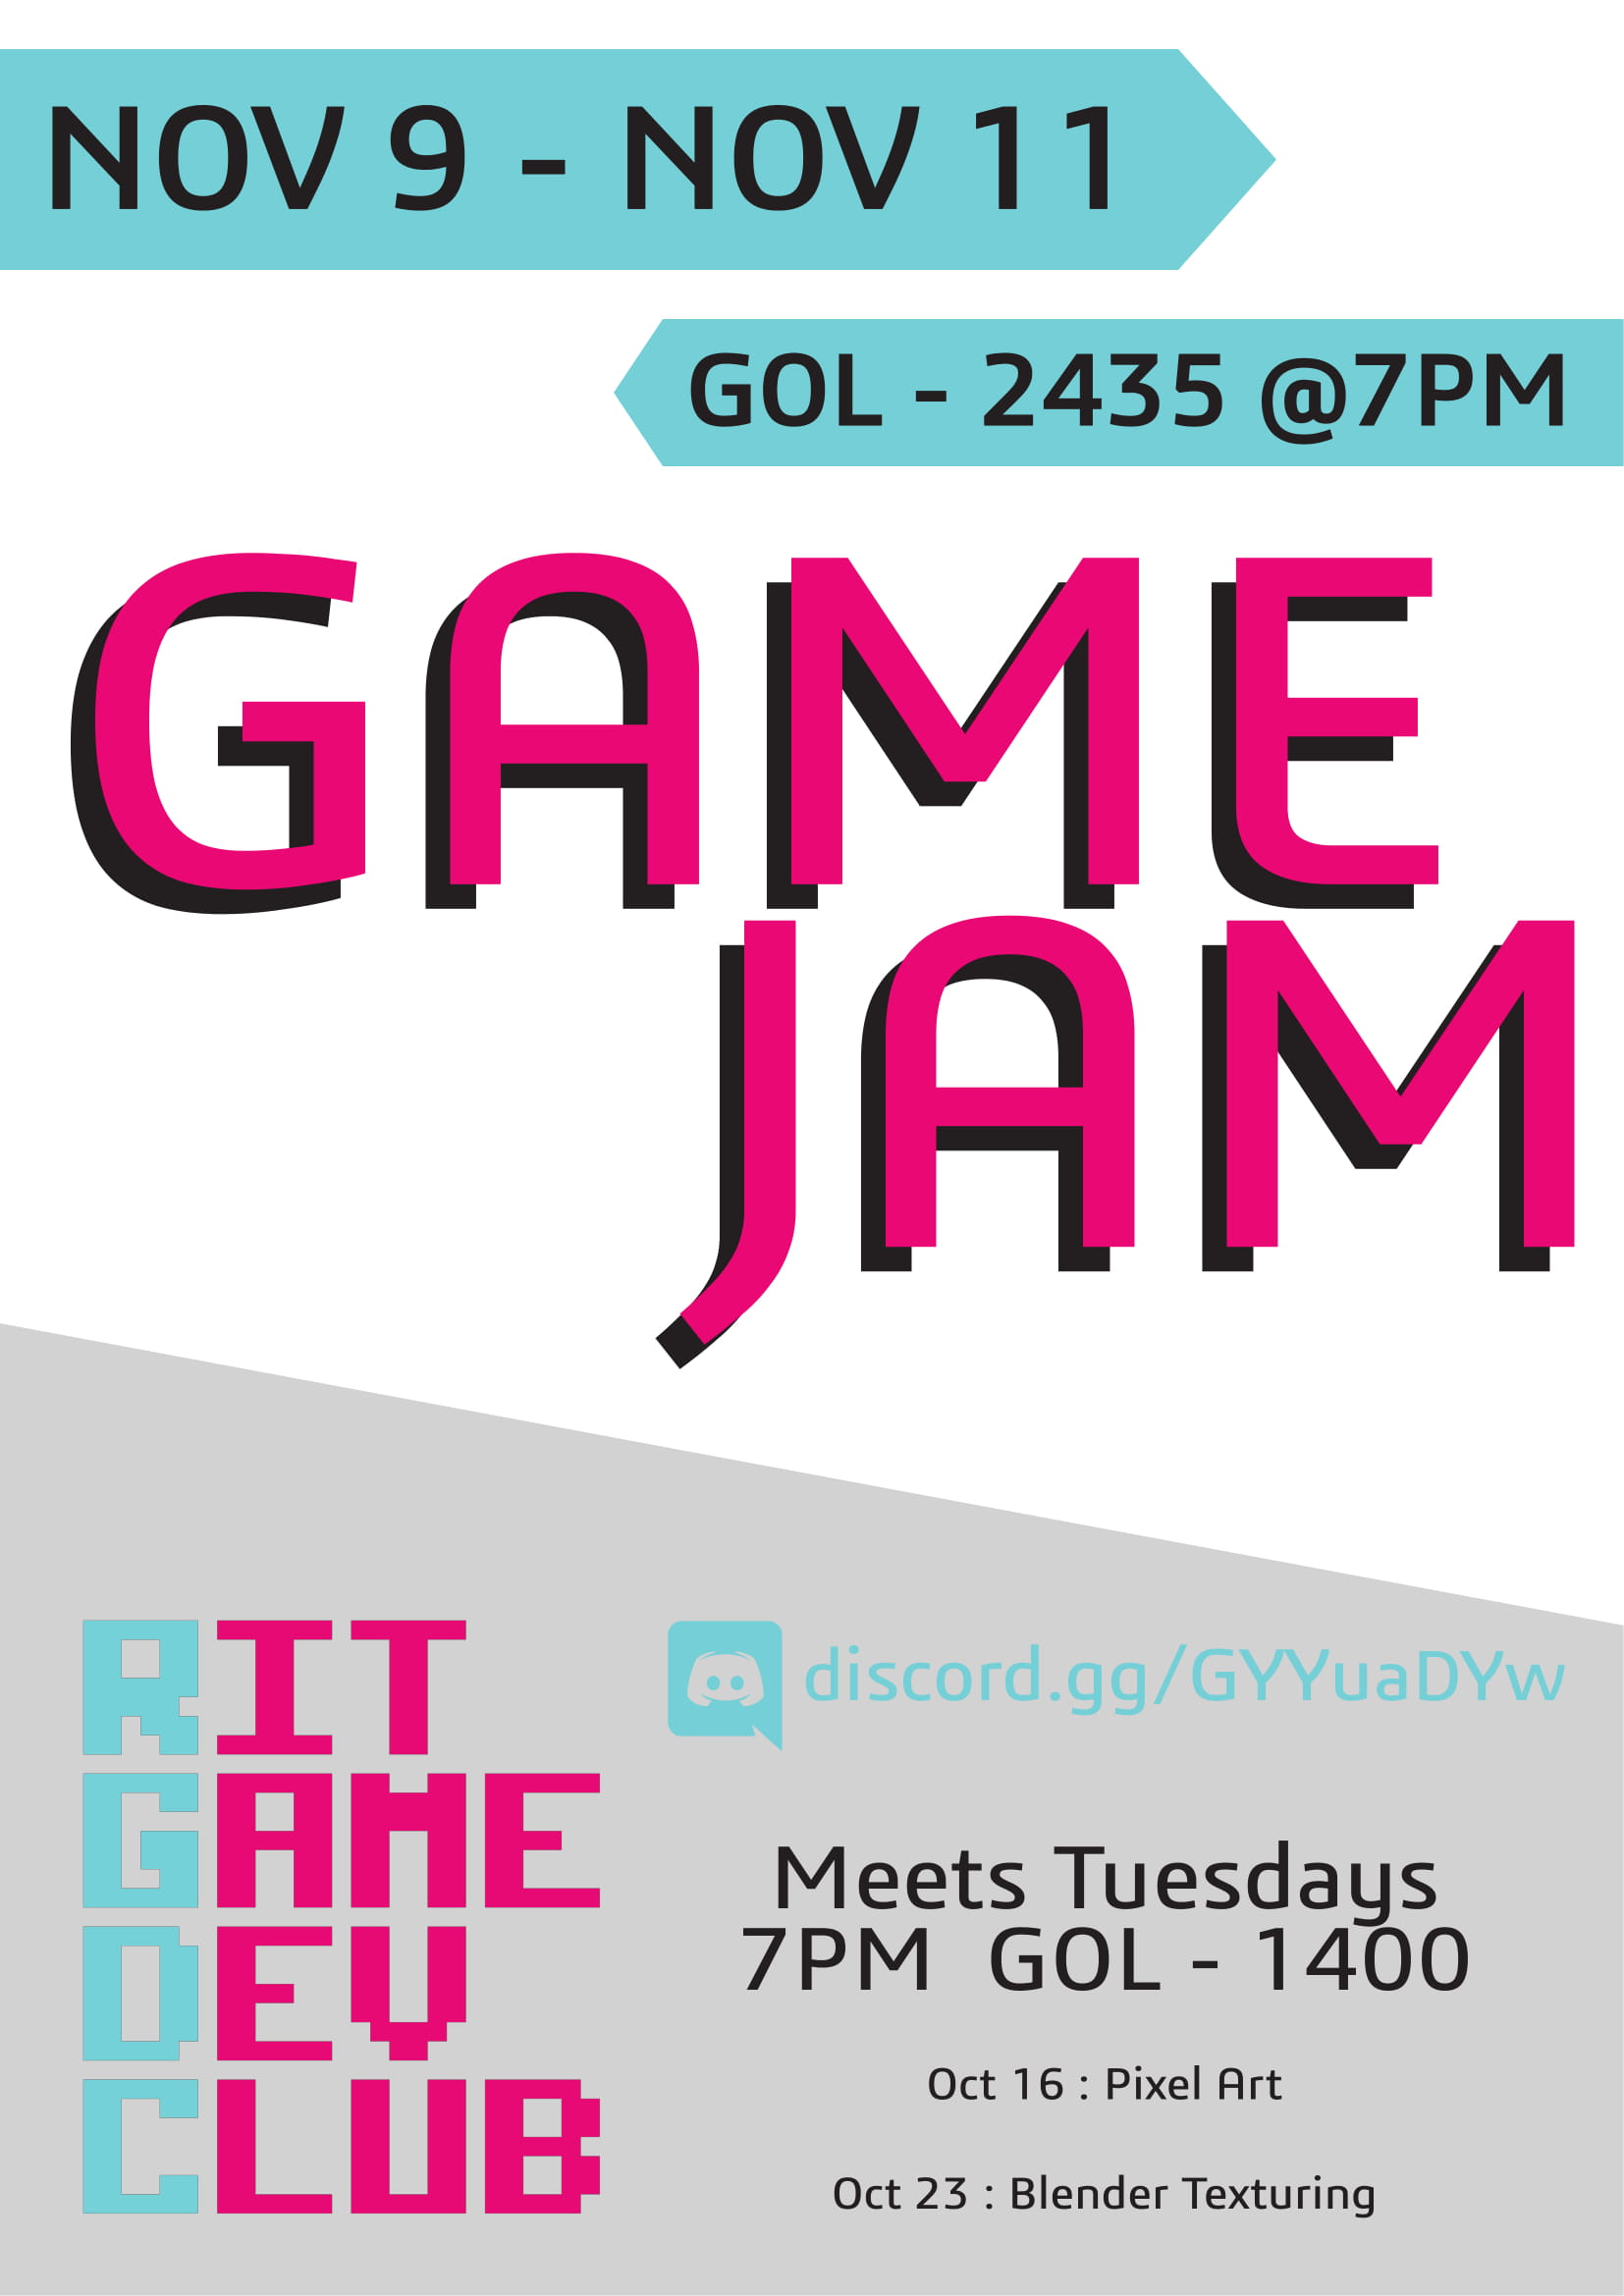 NOV 9 - NOV 11
GOL - 2435 @7PM
GAME
JAM
RIT
GAME
DEV
CLUB
discord.gg/GYYuaDYw
Meets Tuesdays
7PM GOL - 1400
Oct 16 : Pixel Art
Oct 23 : Blender Texturing